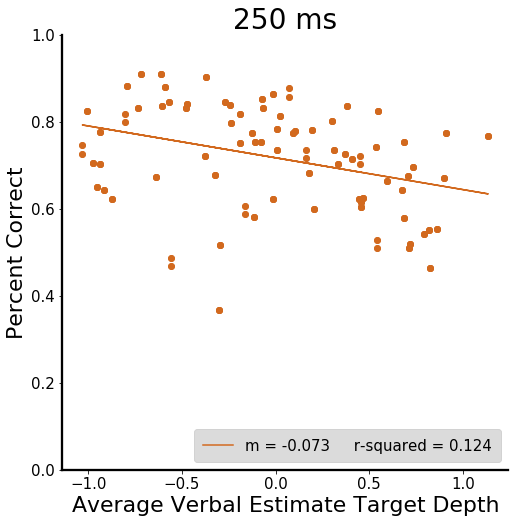 250 ms
Percent Correct
1.0
0.8
0.6
0.4
0.2
0.0
m = -0.073 r-squared = 0.124
−1.0 −0.5 0.0 0.5 1.0
Average Verbal Estimate Target Depth